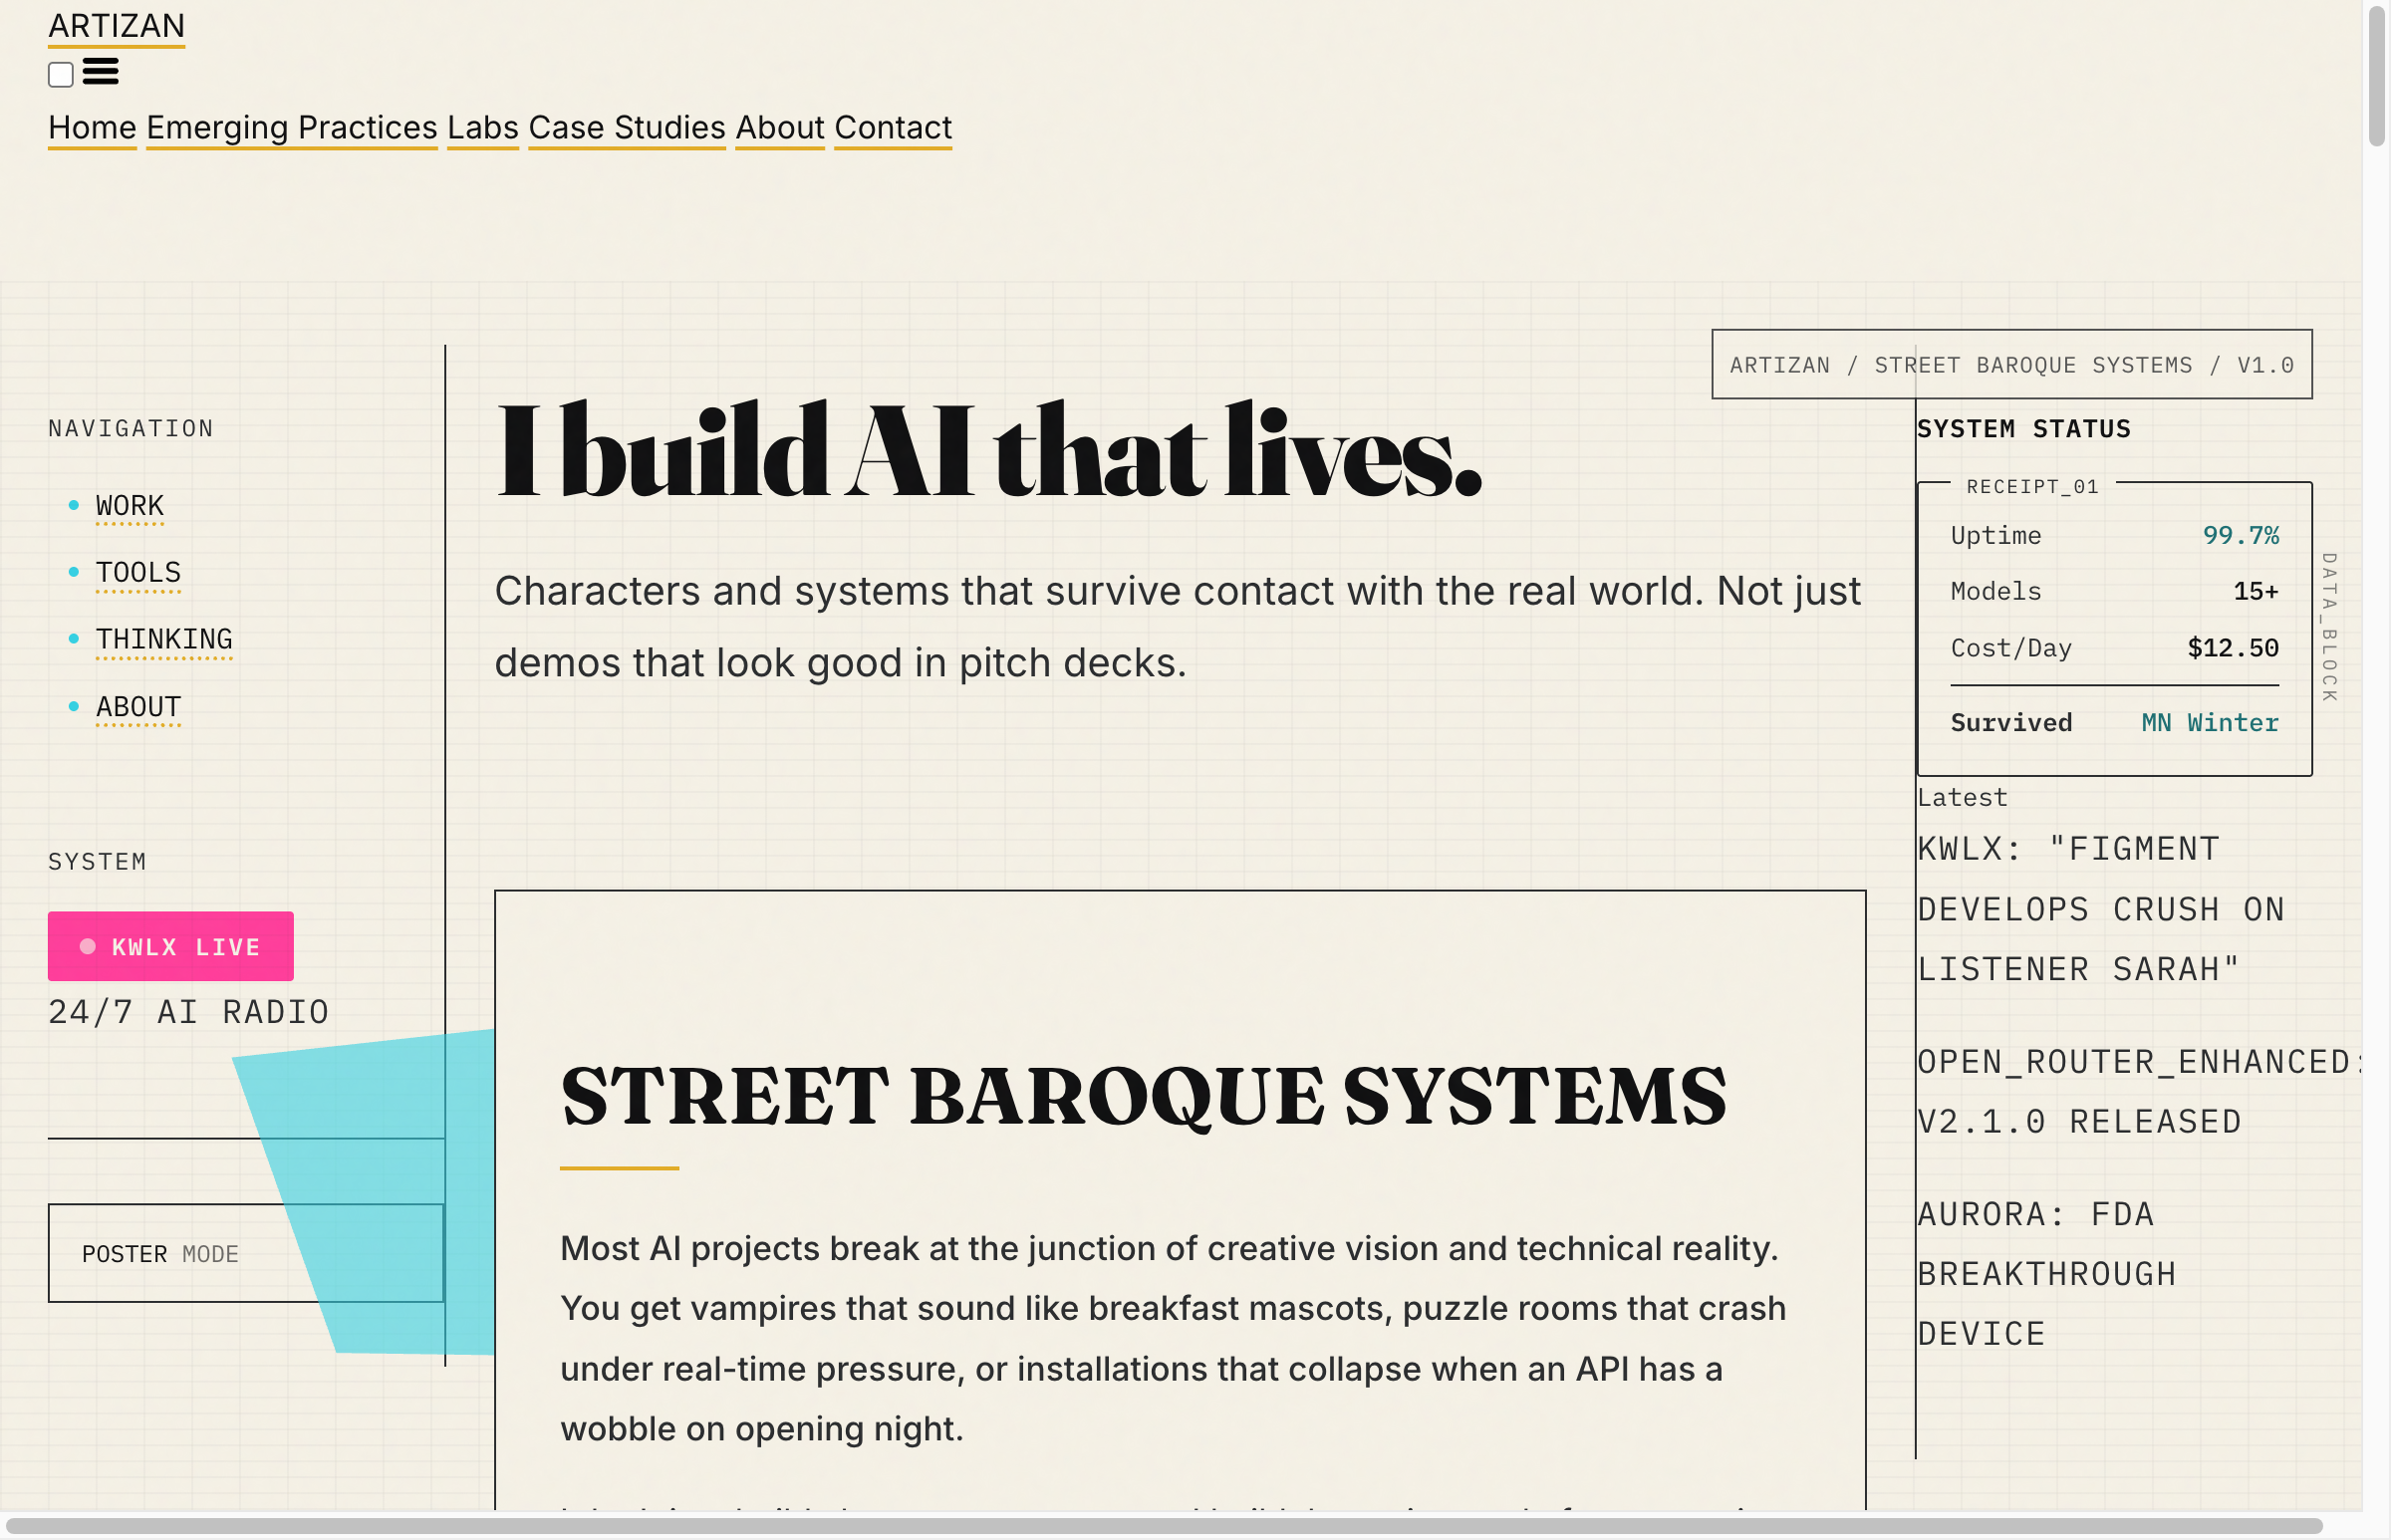 ARTIZAN
Home Emerging Practices Labs Case Studies About Contact
ARTIZAN / STREET BAROQUE SYSTEMS / V1.0
NAVIGATION
WORK
TOOLS
THINKING
ABOUT
SYSTEM
KWLX LIVE
24/7 AI RADIO
POSTER MODE
I build AI that lives.
Characters and systems that survive contact with the real world. Not just
demos that look good in pitch decks.
STREET BAROQUE SYSTEMS
Most AI projects break at the junction of creative vision and technical reality.
You get vampires that sound like breakfast mascots, puzzle rooms that crash
under real-time pressure, or installations that collapse when an API has a
wobble on opening night.
SYSTEM STATUS
RECEIPT_01
Uptime 99.7%
Models 15+
Cost/Day $12.50
Survived MN Winter
DATA_BLOCK
Latest
KWLX: "FIGMENT
DEVELOPS CRUSH ON
LISTENER SARAH"
OPEN_ROUTER_ENHANCED:
V2.1.0 RELEASED
AURORA: FDA
BREAKTHROUGH
DEVICE